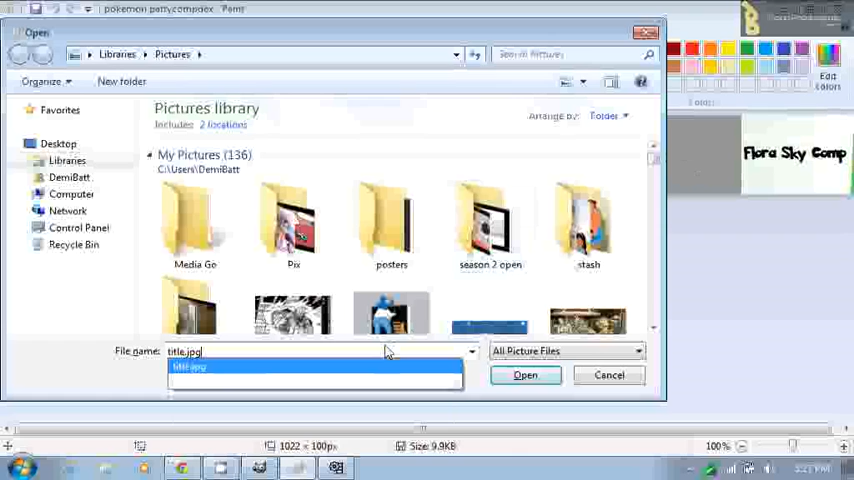 pokemon partycompdex - Paint
Open
Libraries
Pictures
Search Pictures
Organize
New folder
Edit
Colors
Colors
Favorites
Desktop
Libraries
DemiBatt
Computer
Network
Control Panel
Recycle Bin
Pictures library
Includes: 2 locations
Arrange by: Folder
My Pictures (136)
C:\Users\DemiBatt
Media Go
Pix
posters
season 2 open
stash
Flora Sky Comp
File name:
title.jpg
All Picture Files
title.jpg
Open
Cancel
1022 × 100px
Size: 9.9KB
100%